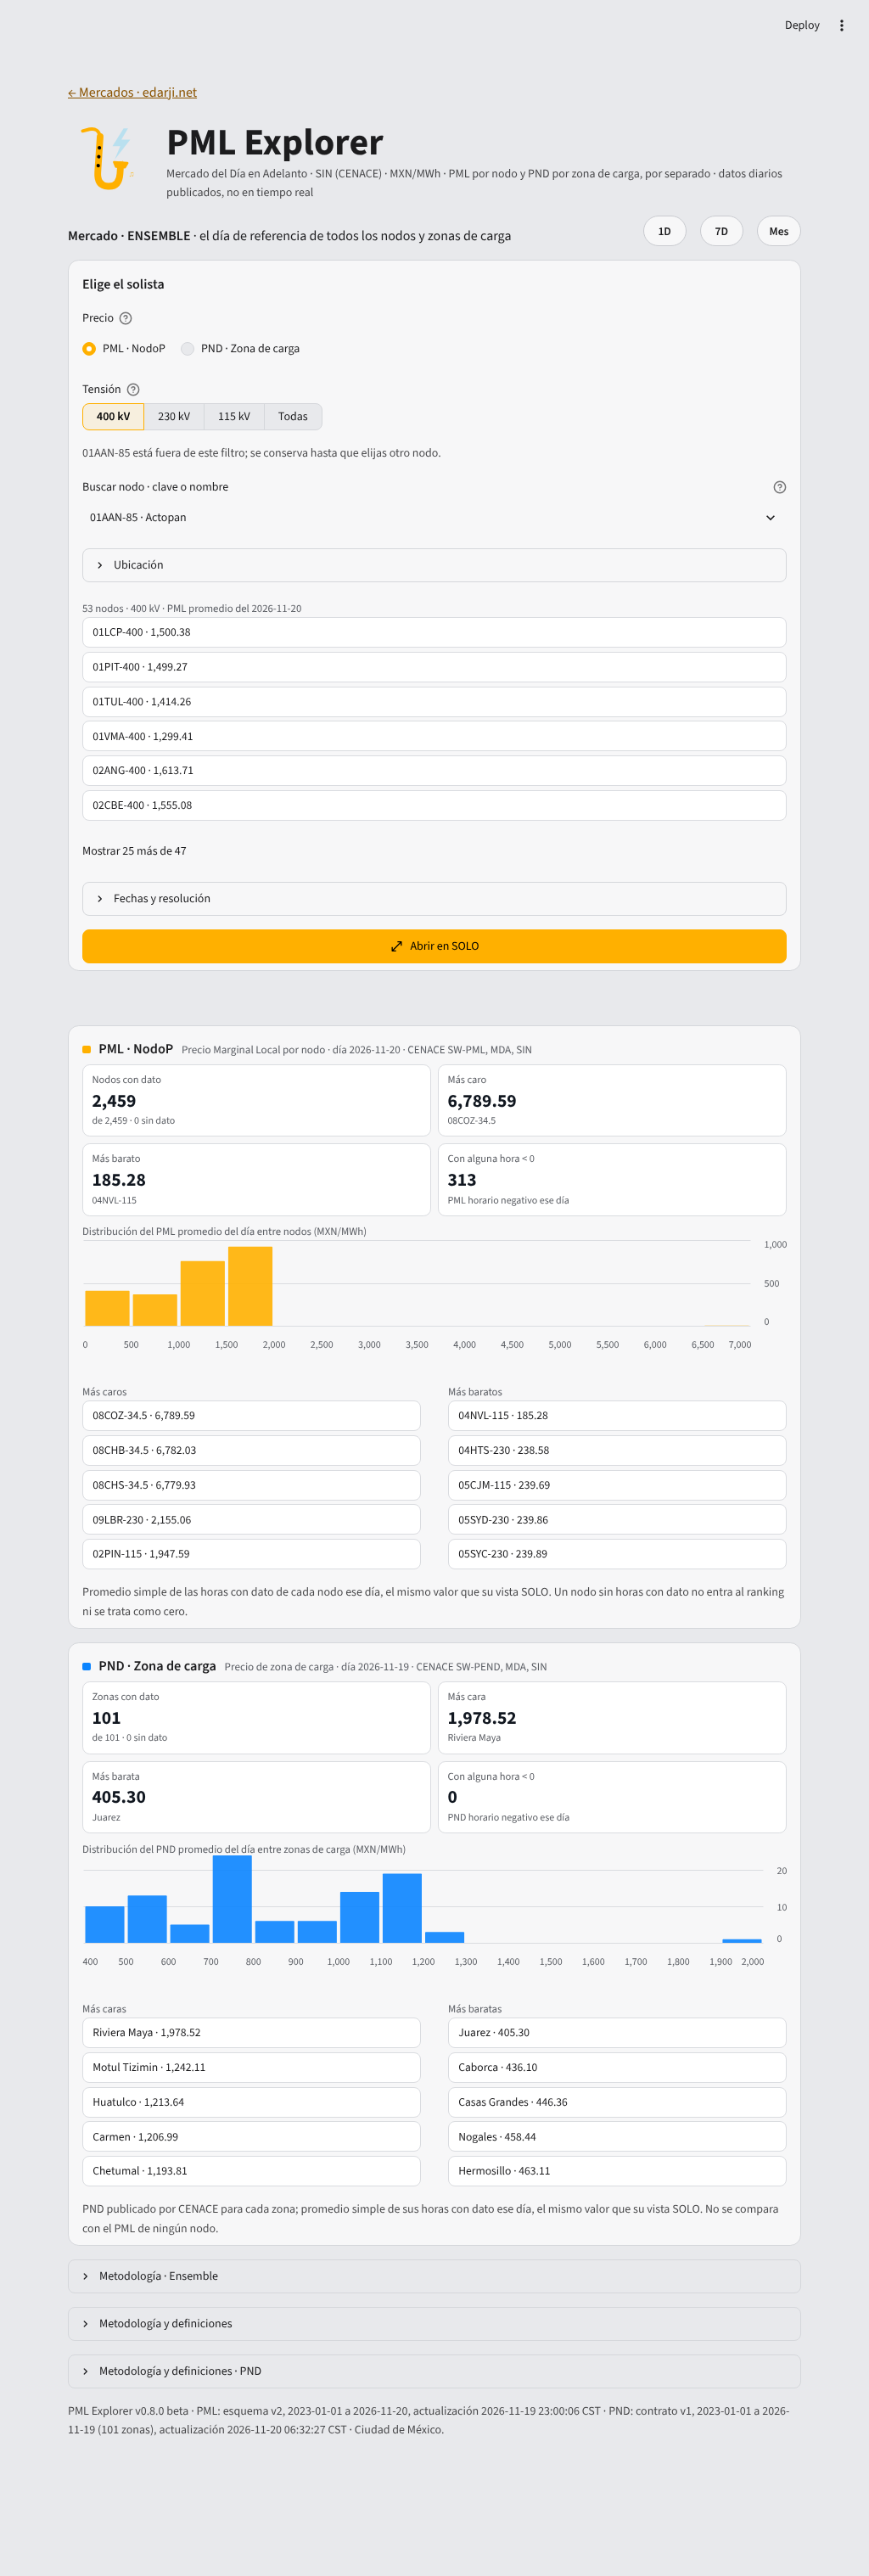 Deploy
← Mercados · edarji.net
PML Explorer
Mercado del Día en Adelanto · SIN (CENACE) · MXN/MWh · PML por nodo y PND por zona de carga, por separado · datos diarios
publicados, no en tiempo real
Mercado · ENSEMBLE · el día de referencia de todos los nodos y zonas de carga
1D
7D
Mes
Elige el solista
Precio
PML · NodoP
PND · Zona de carga
Tensión
400 kV
230 kV
115 kV
Todas
01AAN-85 está fuera de este filtro; se conserva hasta que elijas otro nodo.
Buscar nodo · clave o nombre
01AAN-85 · Actopan
Ubicación
53 nodos · 400 kV · PML promedio del 2026-11-20
01LCP-400 · 1,500.38
01PIT-400 · 1,499.27
01TUL-400 · 1,414.26
01VMA-400 · 1,299.41
02ANG-400 · 1,613.71
02CBE-400 · 1,555.08
Mostrar 25 más de 47
Fechas y resolución
Abrir en SOLO
PML · NodoP Precio Marginal Local por nodo · día 2026-11-20 · CENACE SW-PML, MDA, SIN
Nodos con dato
2,459
de 2,459 · 0 sin dato
Más caro
6,789.59
08COZ-34.5
Más barato
185.28
04NVL-115
Con alguna hora < 0
313
PML horario negativo ese día
Distribución del PML promedio del día entre nodos (MXN/MWh)
1,000
500
0
0 500 1,000 1,500 2,000 2,500 3,000 3,500 4,000 4,500 5,000 5,500 6,000 6,500 7,000
Más caros
08COZ-34.5 · 6,789.59
08CHB-34.5 · 6,782.03
08CHS-34.5 · 6,779.93
09LBR-230 · 2,155.06
02PIN-115 · 1,947.59
Más baratos
04NVL-115 · 185.28
04HTS-230 · 238.58
05CJM-115 · 239.69
05SYD-230 · 239.86
05SYC-230 · 239.89
Promedio simple de las horas con dato de cada nodo ese día, el mismo valor que su vista SOLO. Un nodo sin horas con dato no entra al ranking
ni se trata como cero.
PND · Zona de carga Precio de zona de carga · día 2026-11-19 · CENACE SW-PEND, MDA, SIN
Zonas con dato
101
de 101 · 0 sin dato
Más cara
1,978.52
Riviera Maya
Más barata
405.30
Juarez
Con alguna hora < 0
0
PND horario negativo ese día
Distribución del PND promedio del día entre zonas de carga (MXN/MWh)
20
10
0
400 500 600 700 800 900 1,000 1,100 1,200 1,300 1,400 1,500 1,600 1,700 1,800 1,900 2,000
Más caras
Riviera Maya · 1,978.52
Motul Tizimin · 1,242.11
Huatulco · 1,213.64
Carmen · 1,206.99
Chetumal · 1,193.81
Más baratas
Juarez · 405.30
Caborca · 436.10
Casas Grandes · 446.36
Nogales · 458.44
Hermosillo · 463.11
PND publicado por CENACE para cada zona; promedio simple de sus horas con dato ese día, el mismo valor que su vista SOLO. No se compara
con el PML de ningún nodo.
Metodología · Ensemble
Metodología y definiciones
Metodología y definiciones · PND
PML Explorer v0.8.0 beta · PML: esquema v2, 2023-01-01 a 2026-11-20, actualización 2026-11-19 23:00:06 CST · PND: contrato v1, 2023-01-01 a 2026-
11-19 (101 zonas), actualización 2026-11-20 06:32:27 CST · Ciudad de México.